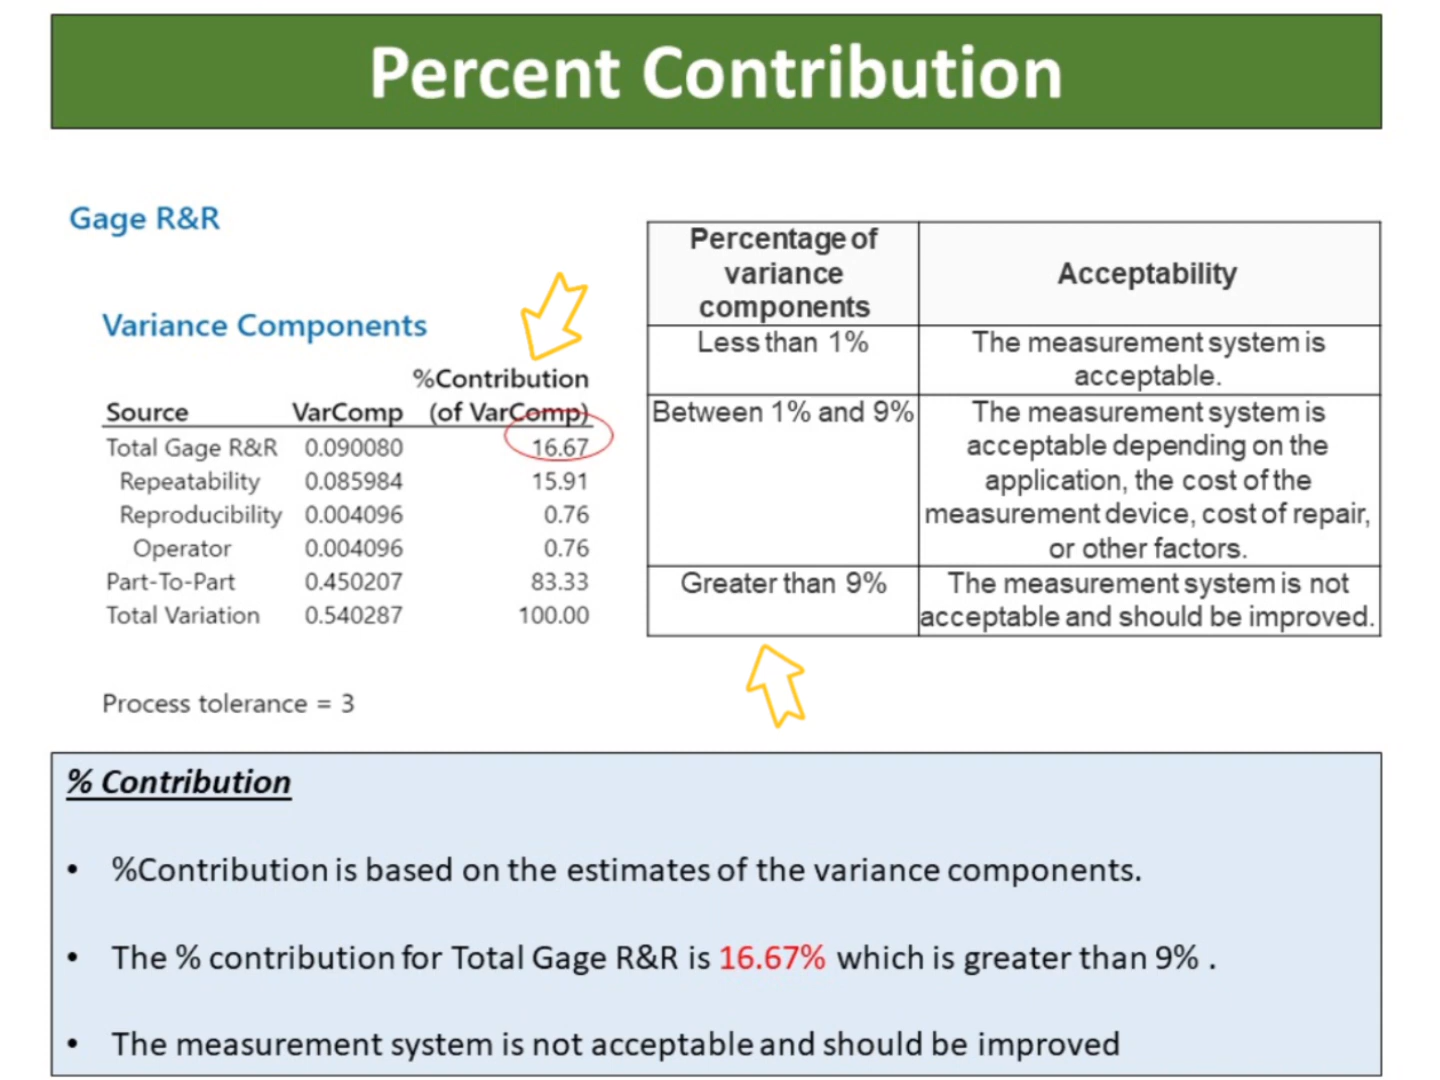 Percent Contribution
Gage R&R
Variance Components
%Contribution
Source VarComp (of VarComp)
Total Gage R&R 0.090080 16.67
Repeatability 0.085984 15.91
Reproducibility 0.004096 0.76
Operator 0.004096 0.76
Part-To-Part 0.450207 83.33
Total Variation 0.540287 100.00
Process tolerance = 3
Percentage of
variance
components
Acceptability
Less than 1%
The measurement system is
acceptable.
Between 1% and 9%
The measurement system is
acceptable depending on the
application, the cost of the
measurement device, cost of repair,
or other factors.
Greater than 9%
The measurement system is not
acceptable and should be improved.
% Contribution
• %Contribution is based on the estimates of the variance components.
• The % contribution for Total Gage R&R is 16.67% which is greater than 9% .
• The measurement system is not acceptable and should be improved